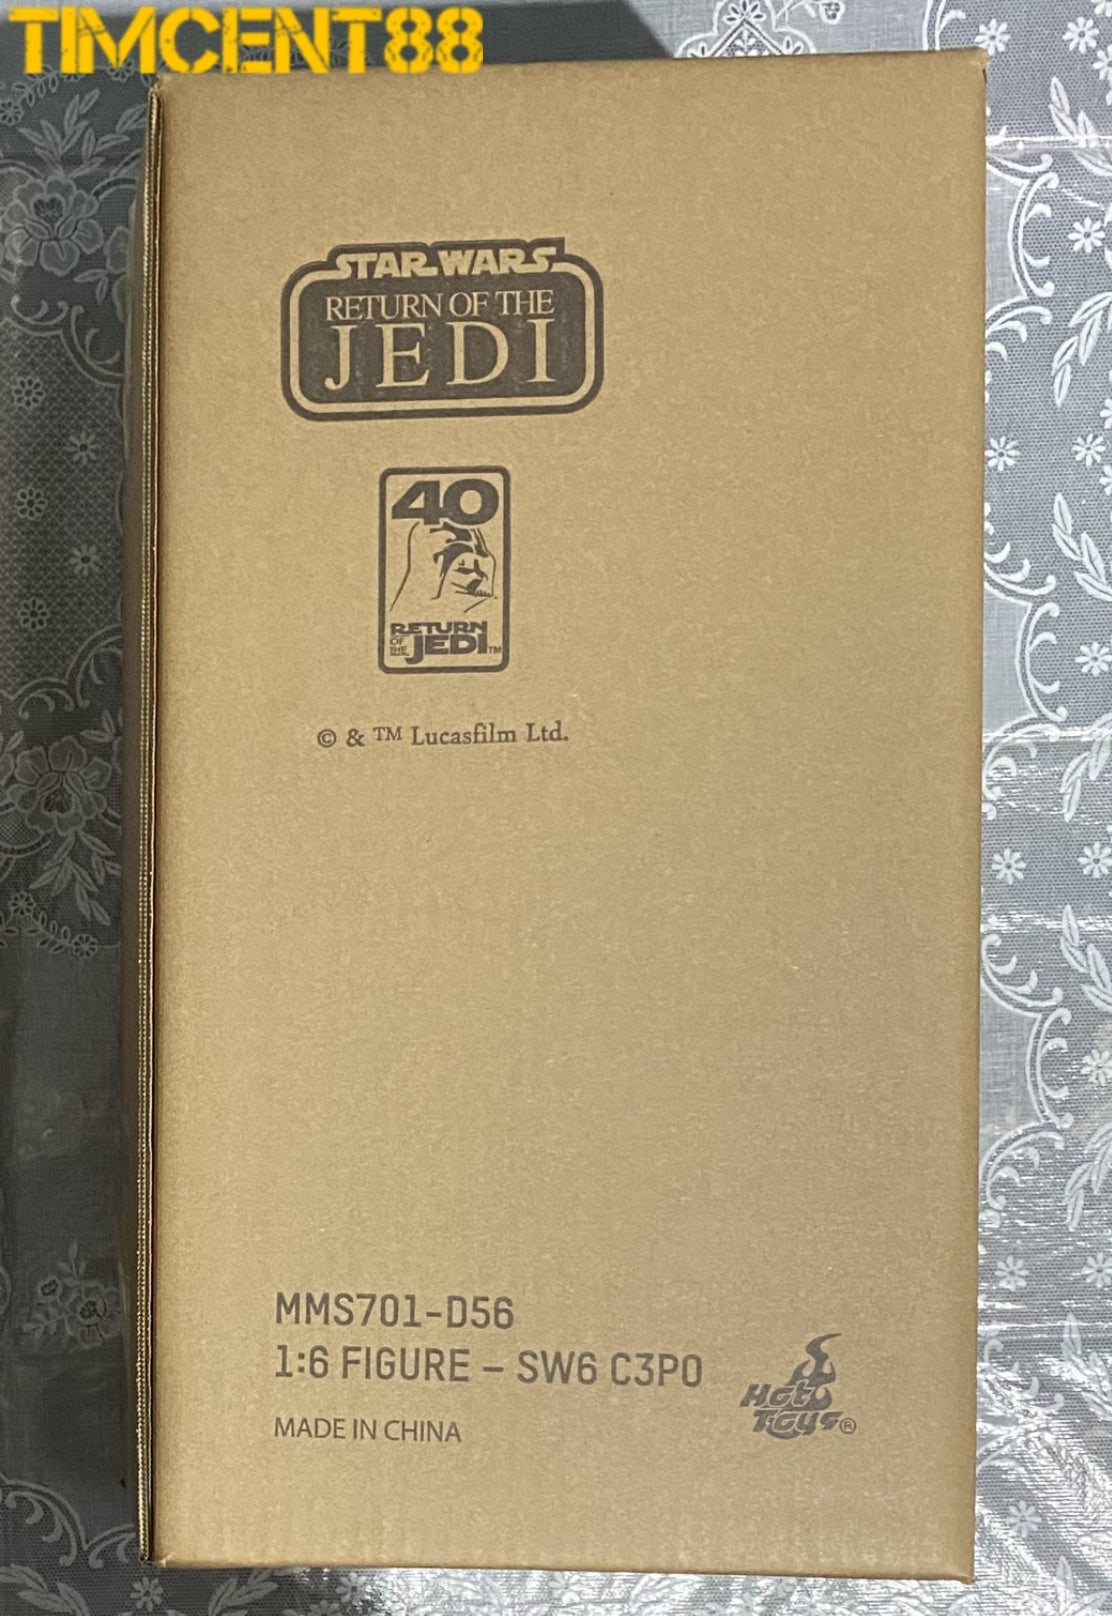 TIMCENT88
STAR WARS
RETURN OF THE
JEDI
40
RETURN
OF THE JEDI™
© & ™ Lucasfilm Ltd.
MMS701-D56
1:6 FIGURE – SW6 C3PO
MADE IN CHINA
Hot
Toys®